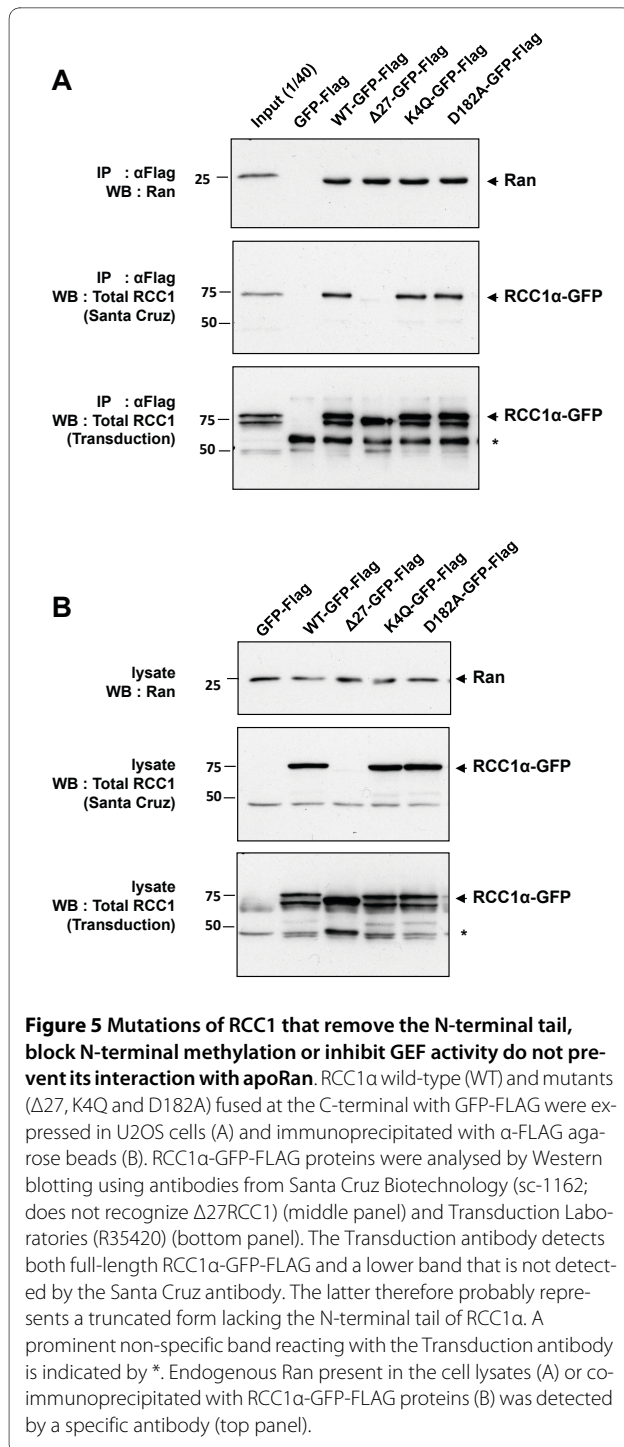 A
Input (1/40)
GFP-Flag
WT-GFP-Flag
Δ27-GFP-Flag
K4Q-GFP-Flag
D182A-GFP-Flag
IP : αFlag
WB : Ran
25
Ran
IP : αFlag
WB : Total RCC1
(Santa Cruz)
75
50
RCC1α-GFP
IP : αFlag
WB : Total RCC1
(Transduction)
75
50
RCC1α-GFP
*
B
GFP-Flag
WT-GFP-Flag
Δ27-GFP-Flag
K4Q-GFP-Flag
D182A-GFP-Flag
lysate
WB : Ran
25
Ran
lysate
WB : Total RCC1
(Santa Cruz)
75
50
RCC1α-GFP
lysate
WB : Total RCC1
(Transduction)
75
50
RCC1α-GFP
*
Figure 5 Mutations of RCC1 that remove the N-terminal tail,
block N-terminal methylation or inhibit GEF activity do not pre-
vent its interaction with apoRan. RCC1α wild-type (WT) and mutants
(Δ27, K4Q and D182A) fused at the C-terminal with GFP-FLAG were ex-
pressed in U2OS cells (A) and immunoprecipitated with α-FLAG aga-
rose beads (B). RCC1α-GFP-FLAG proteins were analysed by Western
blotting using antibodies from Santa Cruz Biotechnology (sc-1162;
does not recognize Δ27RCC1) (middle panel) and Transduction Labo-
ratories (R35420) (bottom panel). The Transduction antibody detects
both full-length RCC1α-GFP-FLAG and a lower band that is not detect-
ed by the Santa Cruz antibody. The latter therefore probably repre-
sents a truncated form lacking the N-terminal tail of RCC1α. A
prominent non-specific band reacting with the Transduction antibody
is indicated by *. Endogenous Ran present in the cell lysates (A) or co-
immunoprecipitated with RCC1α-GFP-FLAG proteins (B) was detected
by a specific antibody (top panel).